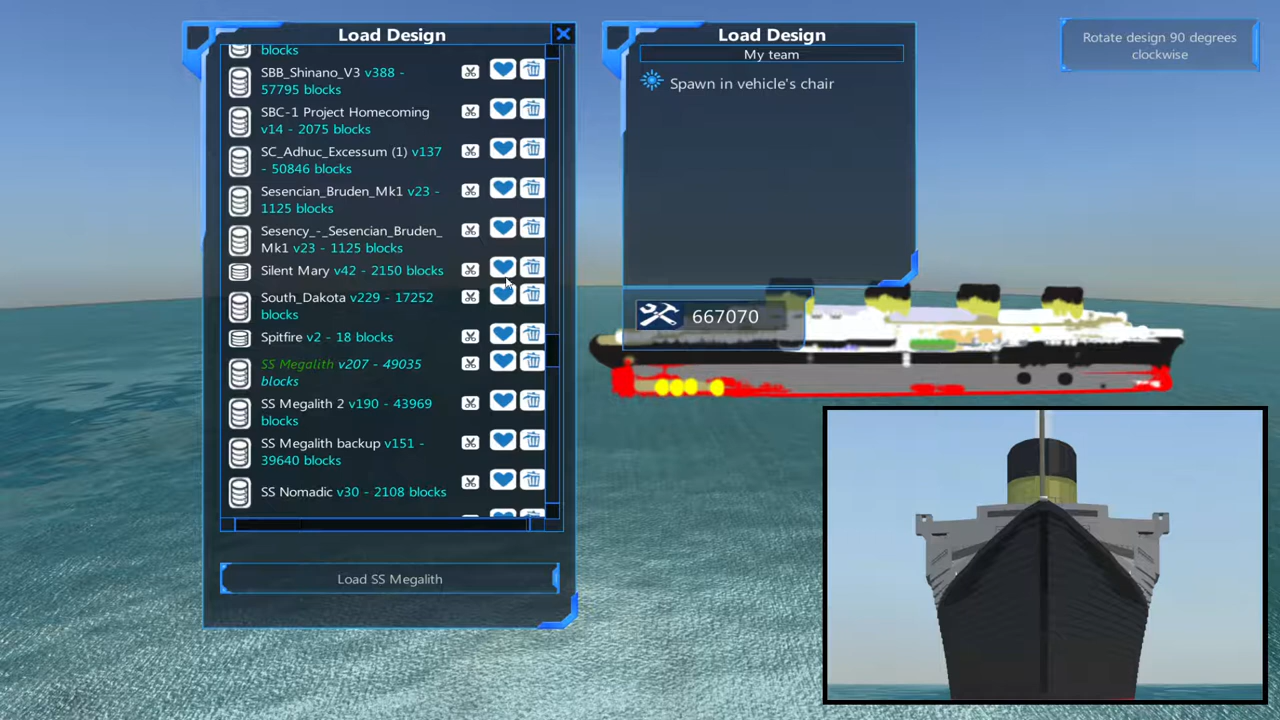 Load Design
blocks
SBB_Shinano_V3 v388 -
57795 blocks
SBC-1 Project Homecoming
v14 - 2075 blocks
SC_Adhuc_Excessum (1) v137
- 50846 blocks
Sesencian_Bruden_Mk1 v23 -
1125 blocks
Sesency_-_Sesencian_Bruden_
Mk1 v23 - 1125 blocks
Silent Mary v42 - 2150 blocks
South_Dakota v229 - 17252
blocks
Spitfire v2 - 18 blocks
SS Megalith v207 - 49035
blocks
SS Megalith 2 v190 - 43969
blocks
SS Megalith backup v151 -
39640 blocks
SS Nomadic v30 - 2108 blocks
Load SS Megalith
Load Design
My team
Spawn in vehicle's chair
667070
Rotate design 90 degrees
clockwise